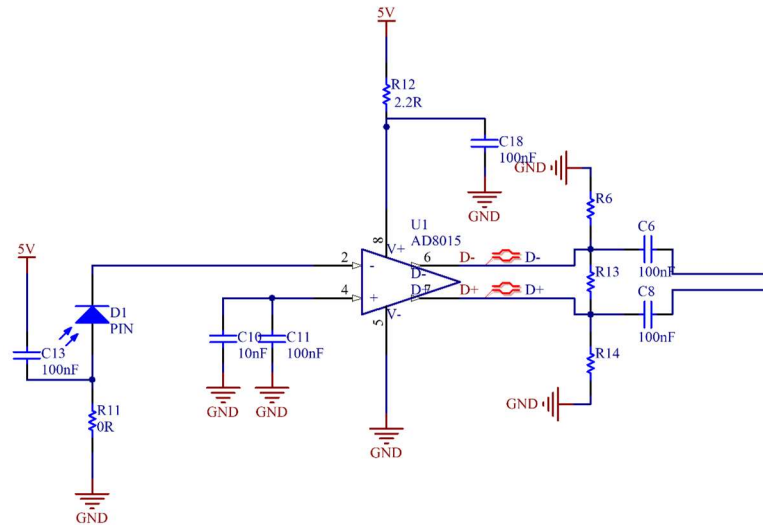 5V
R12
2.2R
C18
100nF
GND
GND
R6
U1
AD8015
C6
100nF
5V
8
V+
2
-
6
D-
D-
D-
R13
D1
PIN
4
+
7
D+
D+
D+
C8
100nF
5
V-
C13
100nF
C10
10nF
C11
100nF
R14
GND
GND
GND
R11
0R
GND
GND